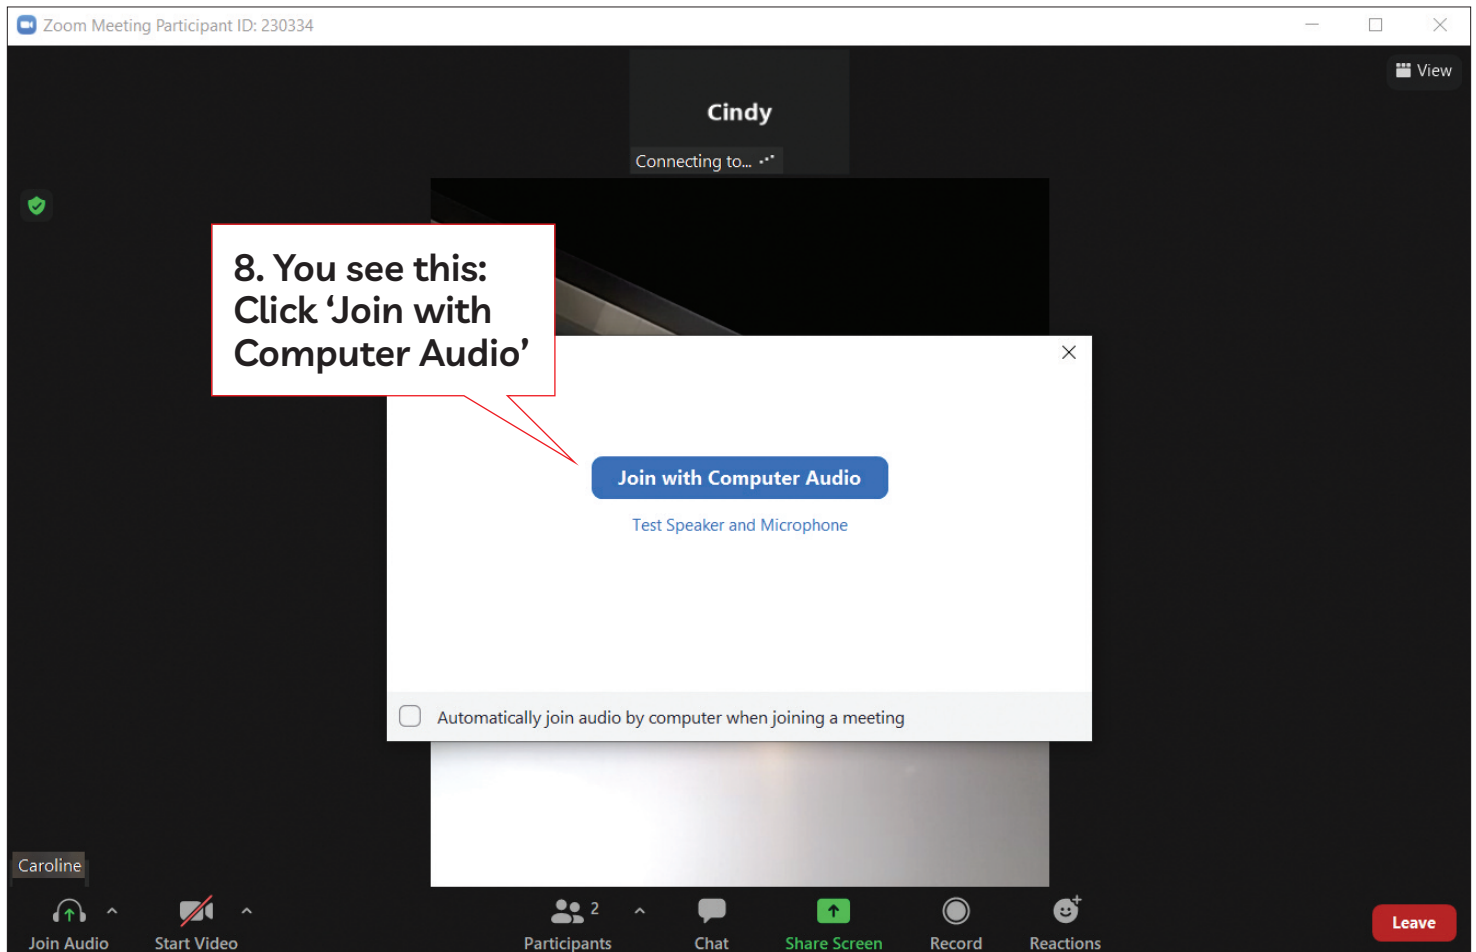 Zoom Meeting Participant ID: 230334
View
Cindy
Connecting to...
8. You see this:
Click ‘Join with
Computer Audio’
Join with Computer Audio
Test Speaker and Microphone
Automatically join audio by computer when joining a meeting
Caroline
2
Join Audio
Start Video
Participants
Chat
Share Screen
Record
Reactions
Leave